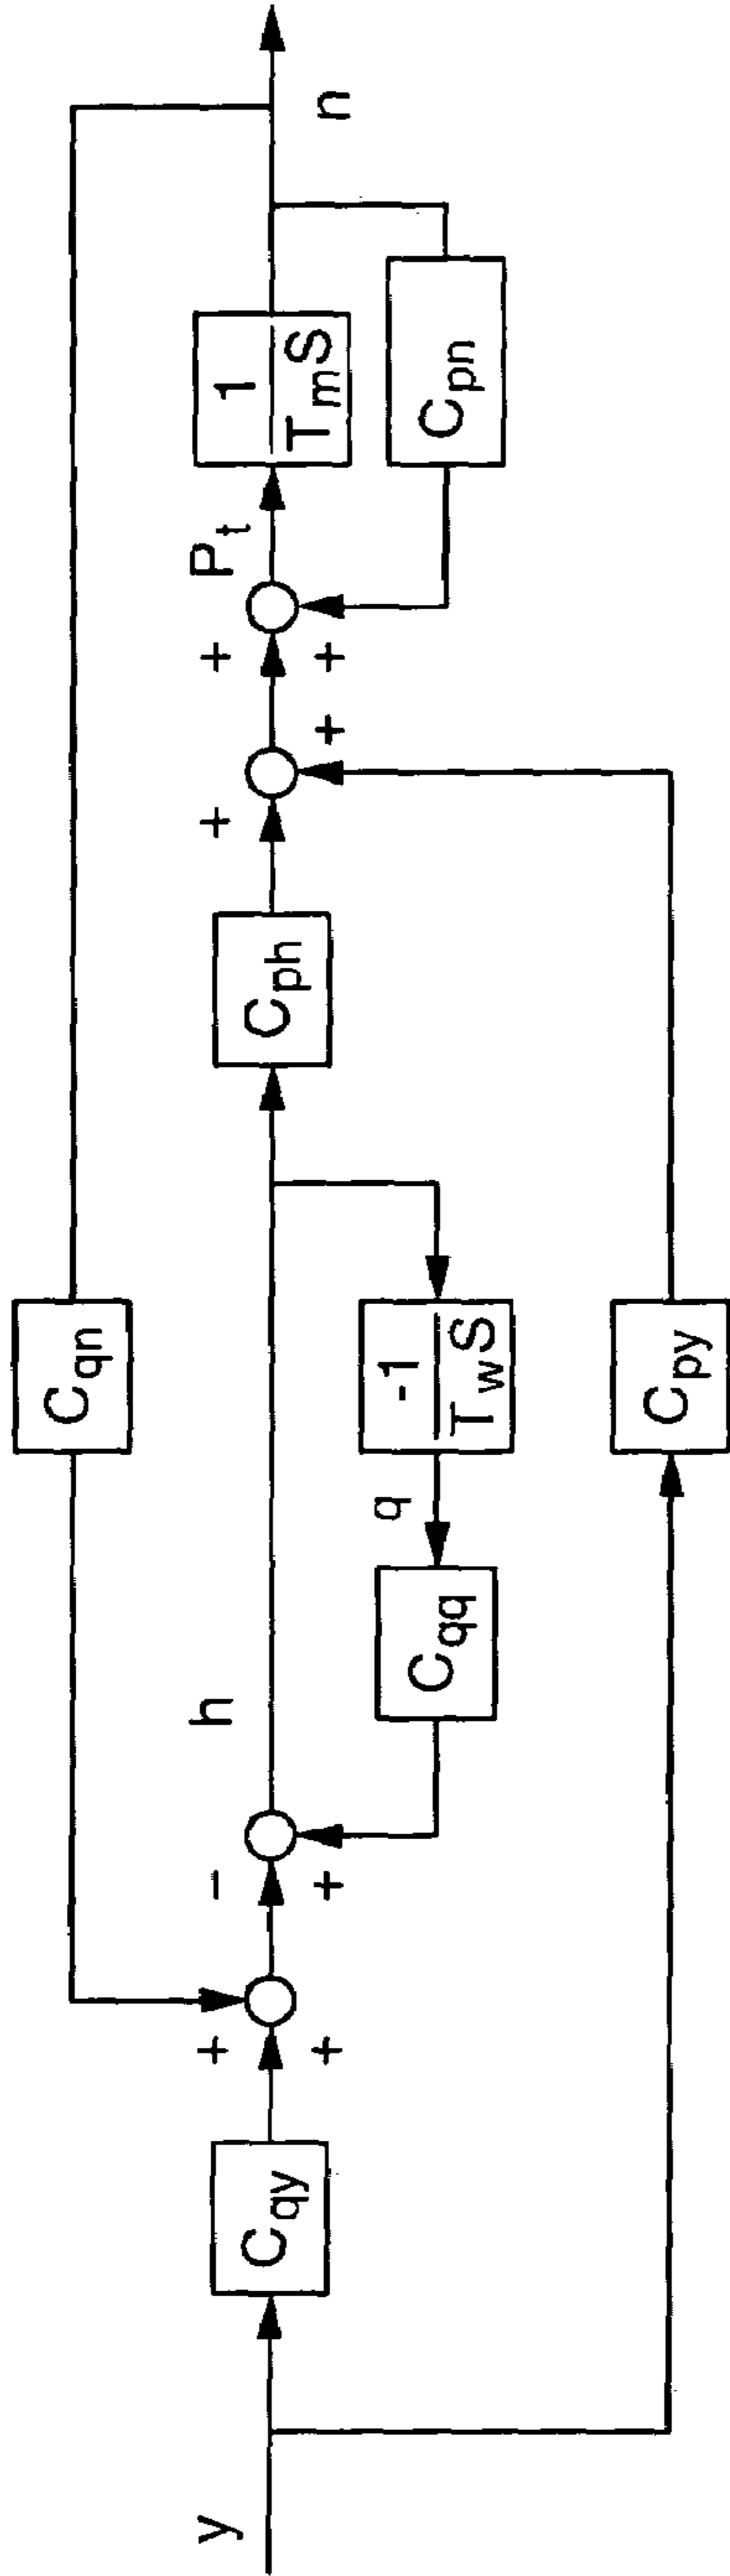 C_qn
y
C_qy
+
+
-
+
h
C_ph
+
+
+
+
P_t
1
T_mS
n
q
C_qq
-1
T_wS
C_pn
C_py